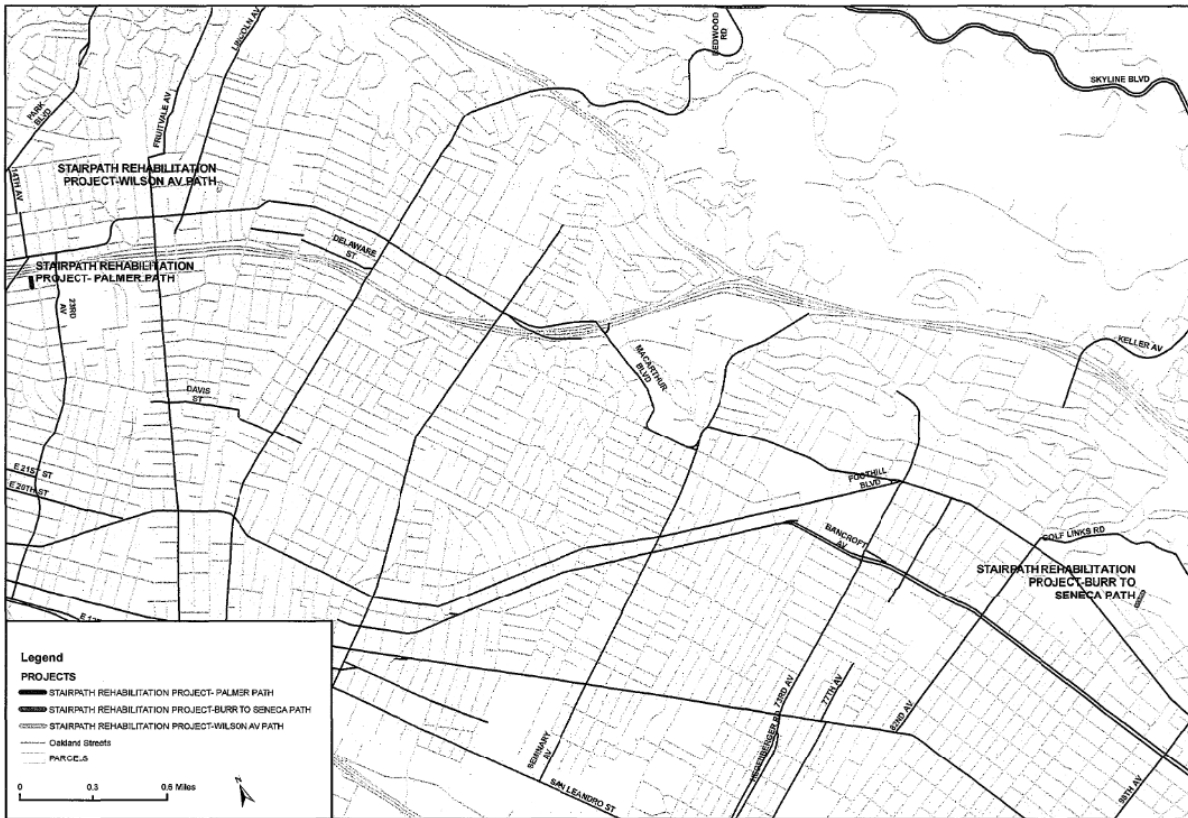 REDWOOD
RD
LINCOLN AV
SKYLINE BLVD
PARK
BLVD
FRUITVALE AV
STAIRPATH REHABILITATION
PROJECT-WILSON AV PATH
14TH AV
DELAWARE
ST
STAIRPATH REHABILITATION
PROJECT- PALMER PATH
23RD
AV
KELLER AV
MACARTHUR
BLVD
DAVIS
ST
E 21ST ST
E 20TH ST
FOOTHILL
BLVD
BANCROFT
AV
GOLF LINKS RD
STAIRPATH REHABILITATION
PROJECT-BURR TO
SENECA PATH
Legend
PROJECTS
STAIRPATH REHABILITATION PROJECT- PALMER PATH
STAIRPATH REHABILITATION PROJECT-BURR TO SENECA PATH
STAIRPATH REHABILITATION PROJECT-WILSON AV PATH
Oakland Streets
PARCELS
0 0.3 0.6 Miles
N
SEMINARY
AV
SAN LEANDRO ST
HEGENBERGER RD
73RD AV
77TH AV
82ND AV
98TH AV